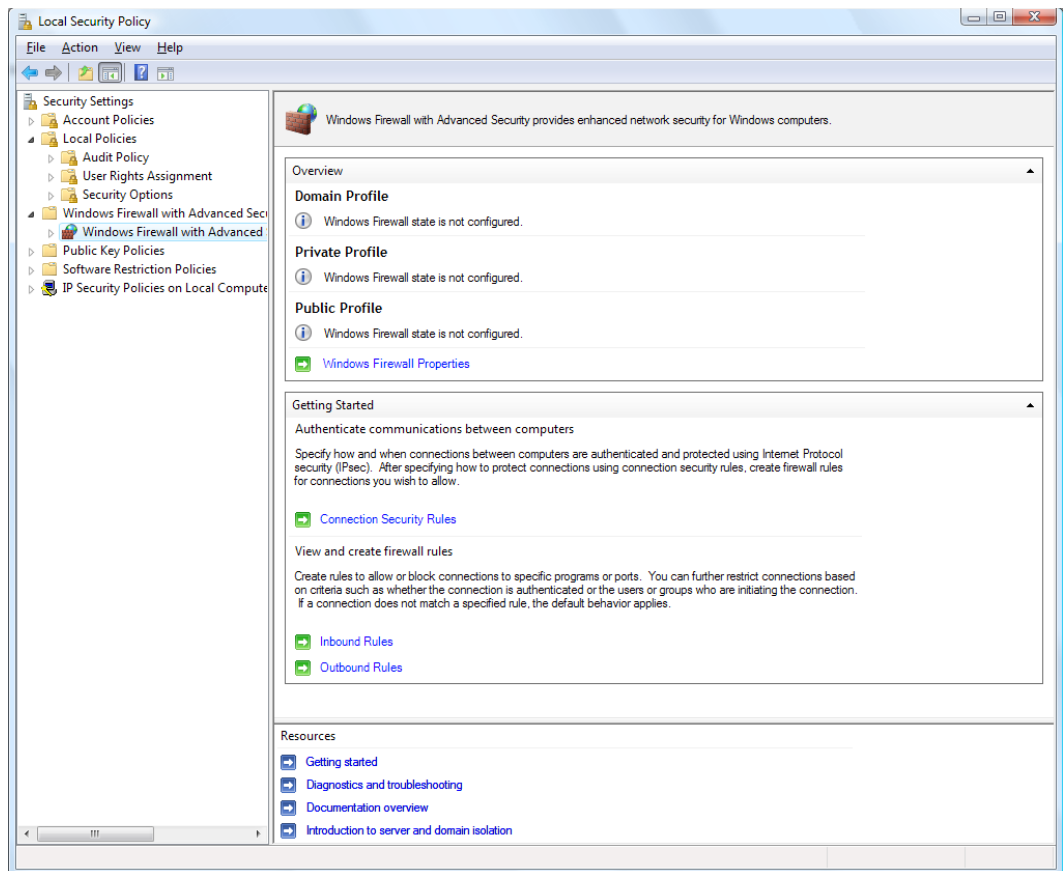 Local Security Policy
File Action View Help
Security Settings
Account Policies
Local Policies
Audit Policy
User Rights Assignment
Security Options
Windows Firewall with Advanced Secu
Windows Firewall with Advanced
Public Key Policies
Software Restriction Policies
IP Security Policies on Local Compute
Windows Firewall with Advanced Security provides enhanced network security for Windows computers.
Overview
Domain Profile
Windows Firewall state is not configured.
Private Profile
Windows Firewall state is not configured.
Public Profile
Windows Firewall state is not configured.
Windows Firewall Properties
Getting Started
Authenticate communications between computers
Specify how and when connections between computers are authenticated and protected using Internet Protocol
security (IPsec). After specifying how to protect connections using connection security rules, create firewall rules
for connections you wish to allow.
Connection Security Rules
View and create firewall rules
Create rules to allow or block connections to specific programs or ports. You can further restrict connections based
on criteria such as whether the connection is authenticated or the users or groups who are initiating the connection.
If a connection does not match a specified rule, the default behavior applies.
Inbound Rules
Outbound Rules
Resources
Getting started
Diagnostics and troubleshooting
Documentation overview
Introduction to server and domain isolation